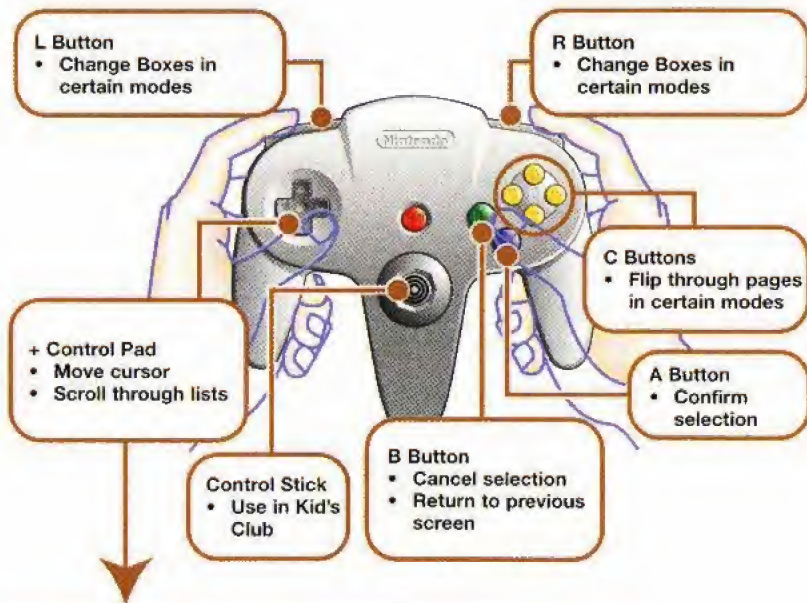 L Button
• Change Boxes in
certain modes
R Button
• Change Boxes in
certain modes
Nintendo
C Buttons
• Flip through pages
in certain modes
+ Control Pad
• Move cursor
• Scroll through lists
A Button
• Confirm
selection
Control Stick
• Use in Kid's
Club
B Button
• Cancel selection
• Return to previous
screen